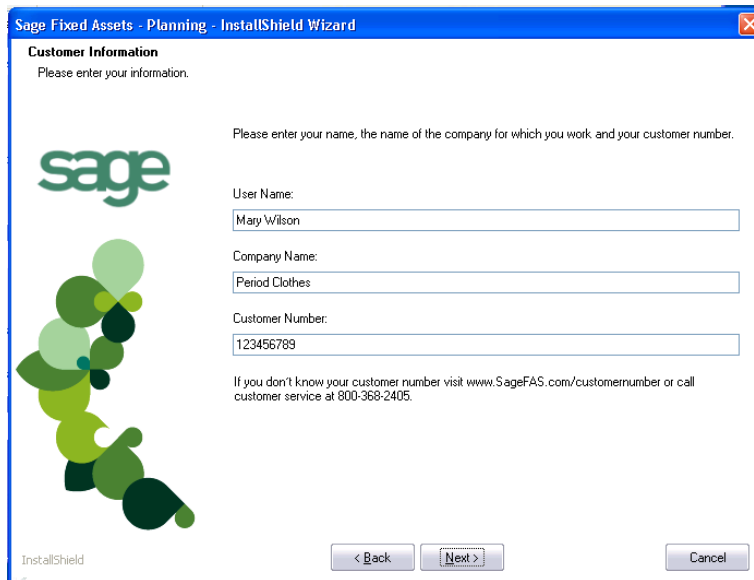 Sage Fixed Assets - Planning - InstallShield Wizard
Customer Information
Please enter your information.
Please enter your name, the name of the company for which you work and your customer number.
sage
User Name:
Mary Wilson
Company Name:
Period Clothes
Customer Number:
123456789
If you don't know your customer number visit www.SageFAS.com/customernumber or call
customer service at 800-368-2405.
InstallShield
< Back
Next >
Cancel